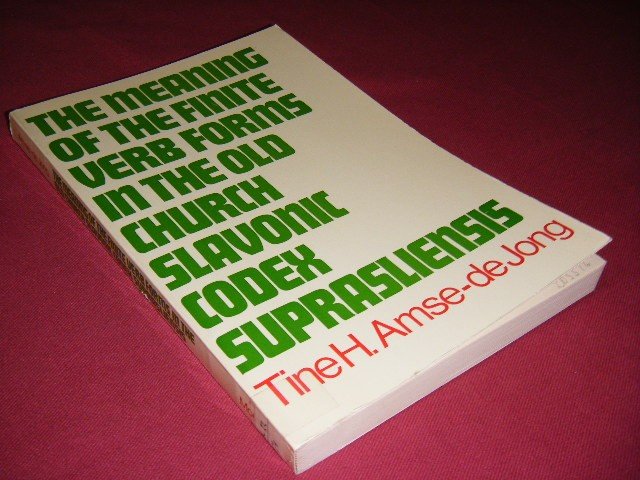 THE MEANING
OF THE FINITE
VERB FORMS
IN THE OLD
CHURCH
SLAVONIC
CODEX
SUPRASLIENSIS
Tine H. Amse-de Jong